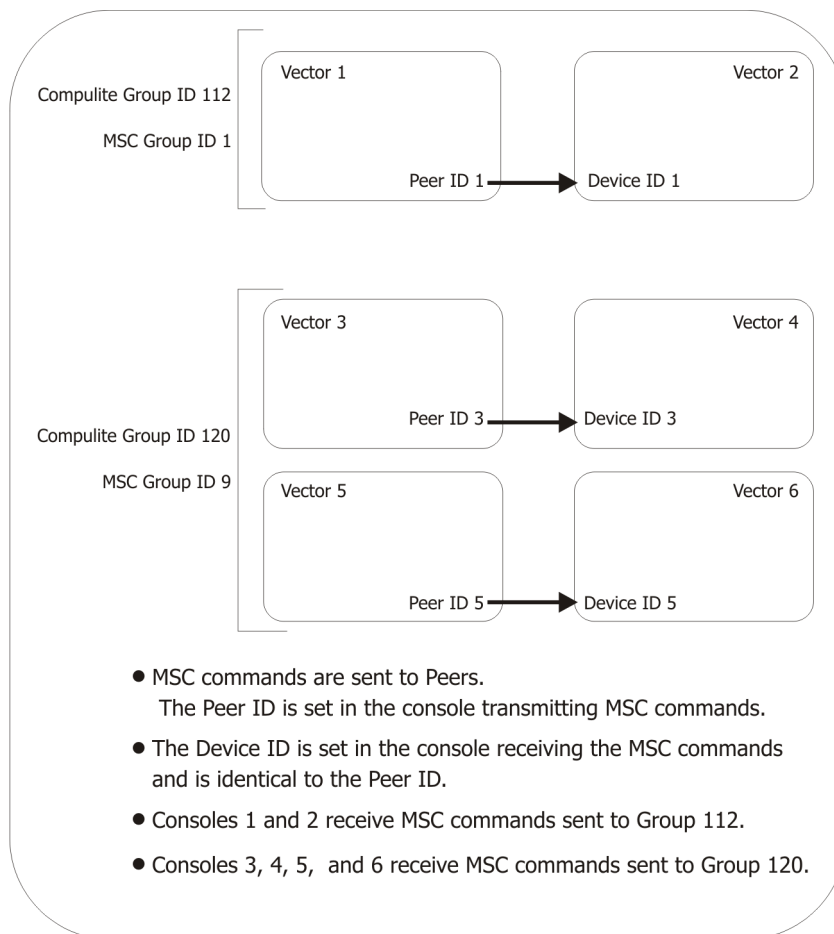 Compulite Group ID 112
MSC Group ID 1
Vector 1
Peer ID 1
Vector 2
Device ID 1
Compulite Group ID 120
MSC Group ID 9
Vector 3
Peer ID 3
Vector 4
Device ID 3
Vector 5
Peer ID 5
Vector 6
Device ID 5
● MSC commands are sent to Peers.
The Peer ID is set in the console transmitting MSC commands.
● The Device ID is set in the console receiving the MSC commands
and is identical to the Peer ID.
● Consoles 1 and 2 receive MSC commands sent to Group 112.
● Consoles 3, 4, 5, and 6 receive MSC commands sent to Group 120.